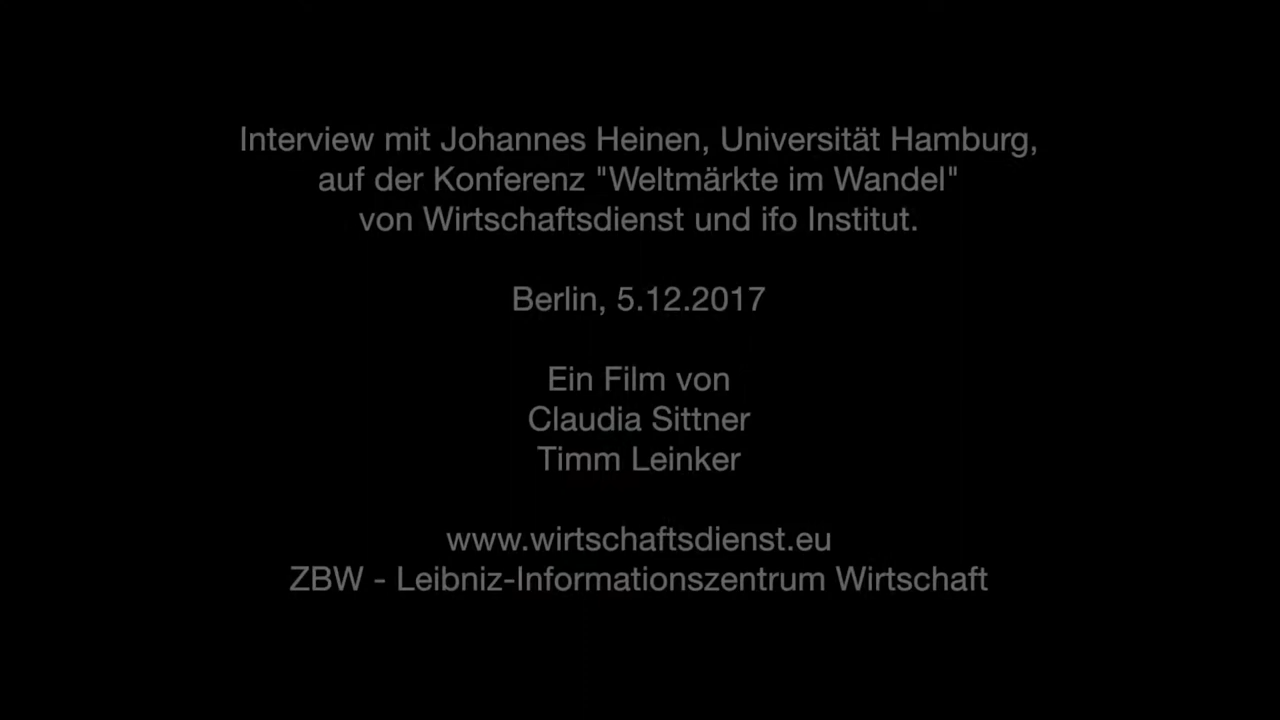 Interview mit Johannes Heinen, Universität Hamburg,
auf der Konferenz "Weltmärkte im Wandel"
von Wirtschaftsdienst und ifo Institut.
Berlin, 5.12.2017
Ein Film von
Claudia Sittner
Timm Leinker
www.wirtschaftsdienst.eu
ZBW - Leibniz-Informationszentrum Wirtschaft